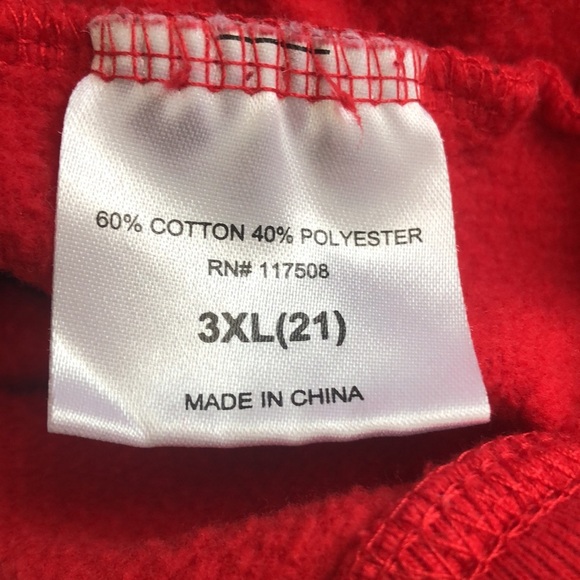 60% COTTON 40% POLYESTER
RN# 117508
3XL(21)
MADE IN CHINA